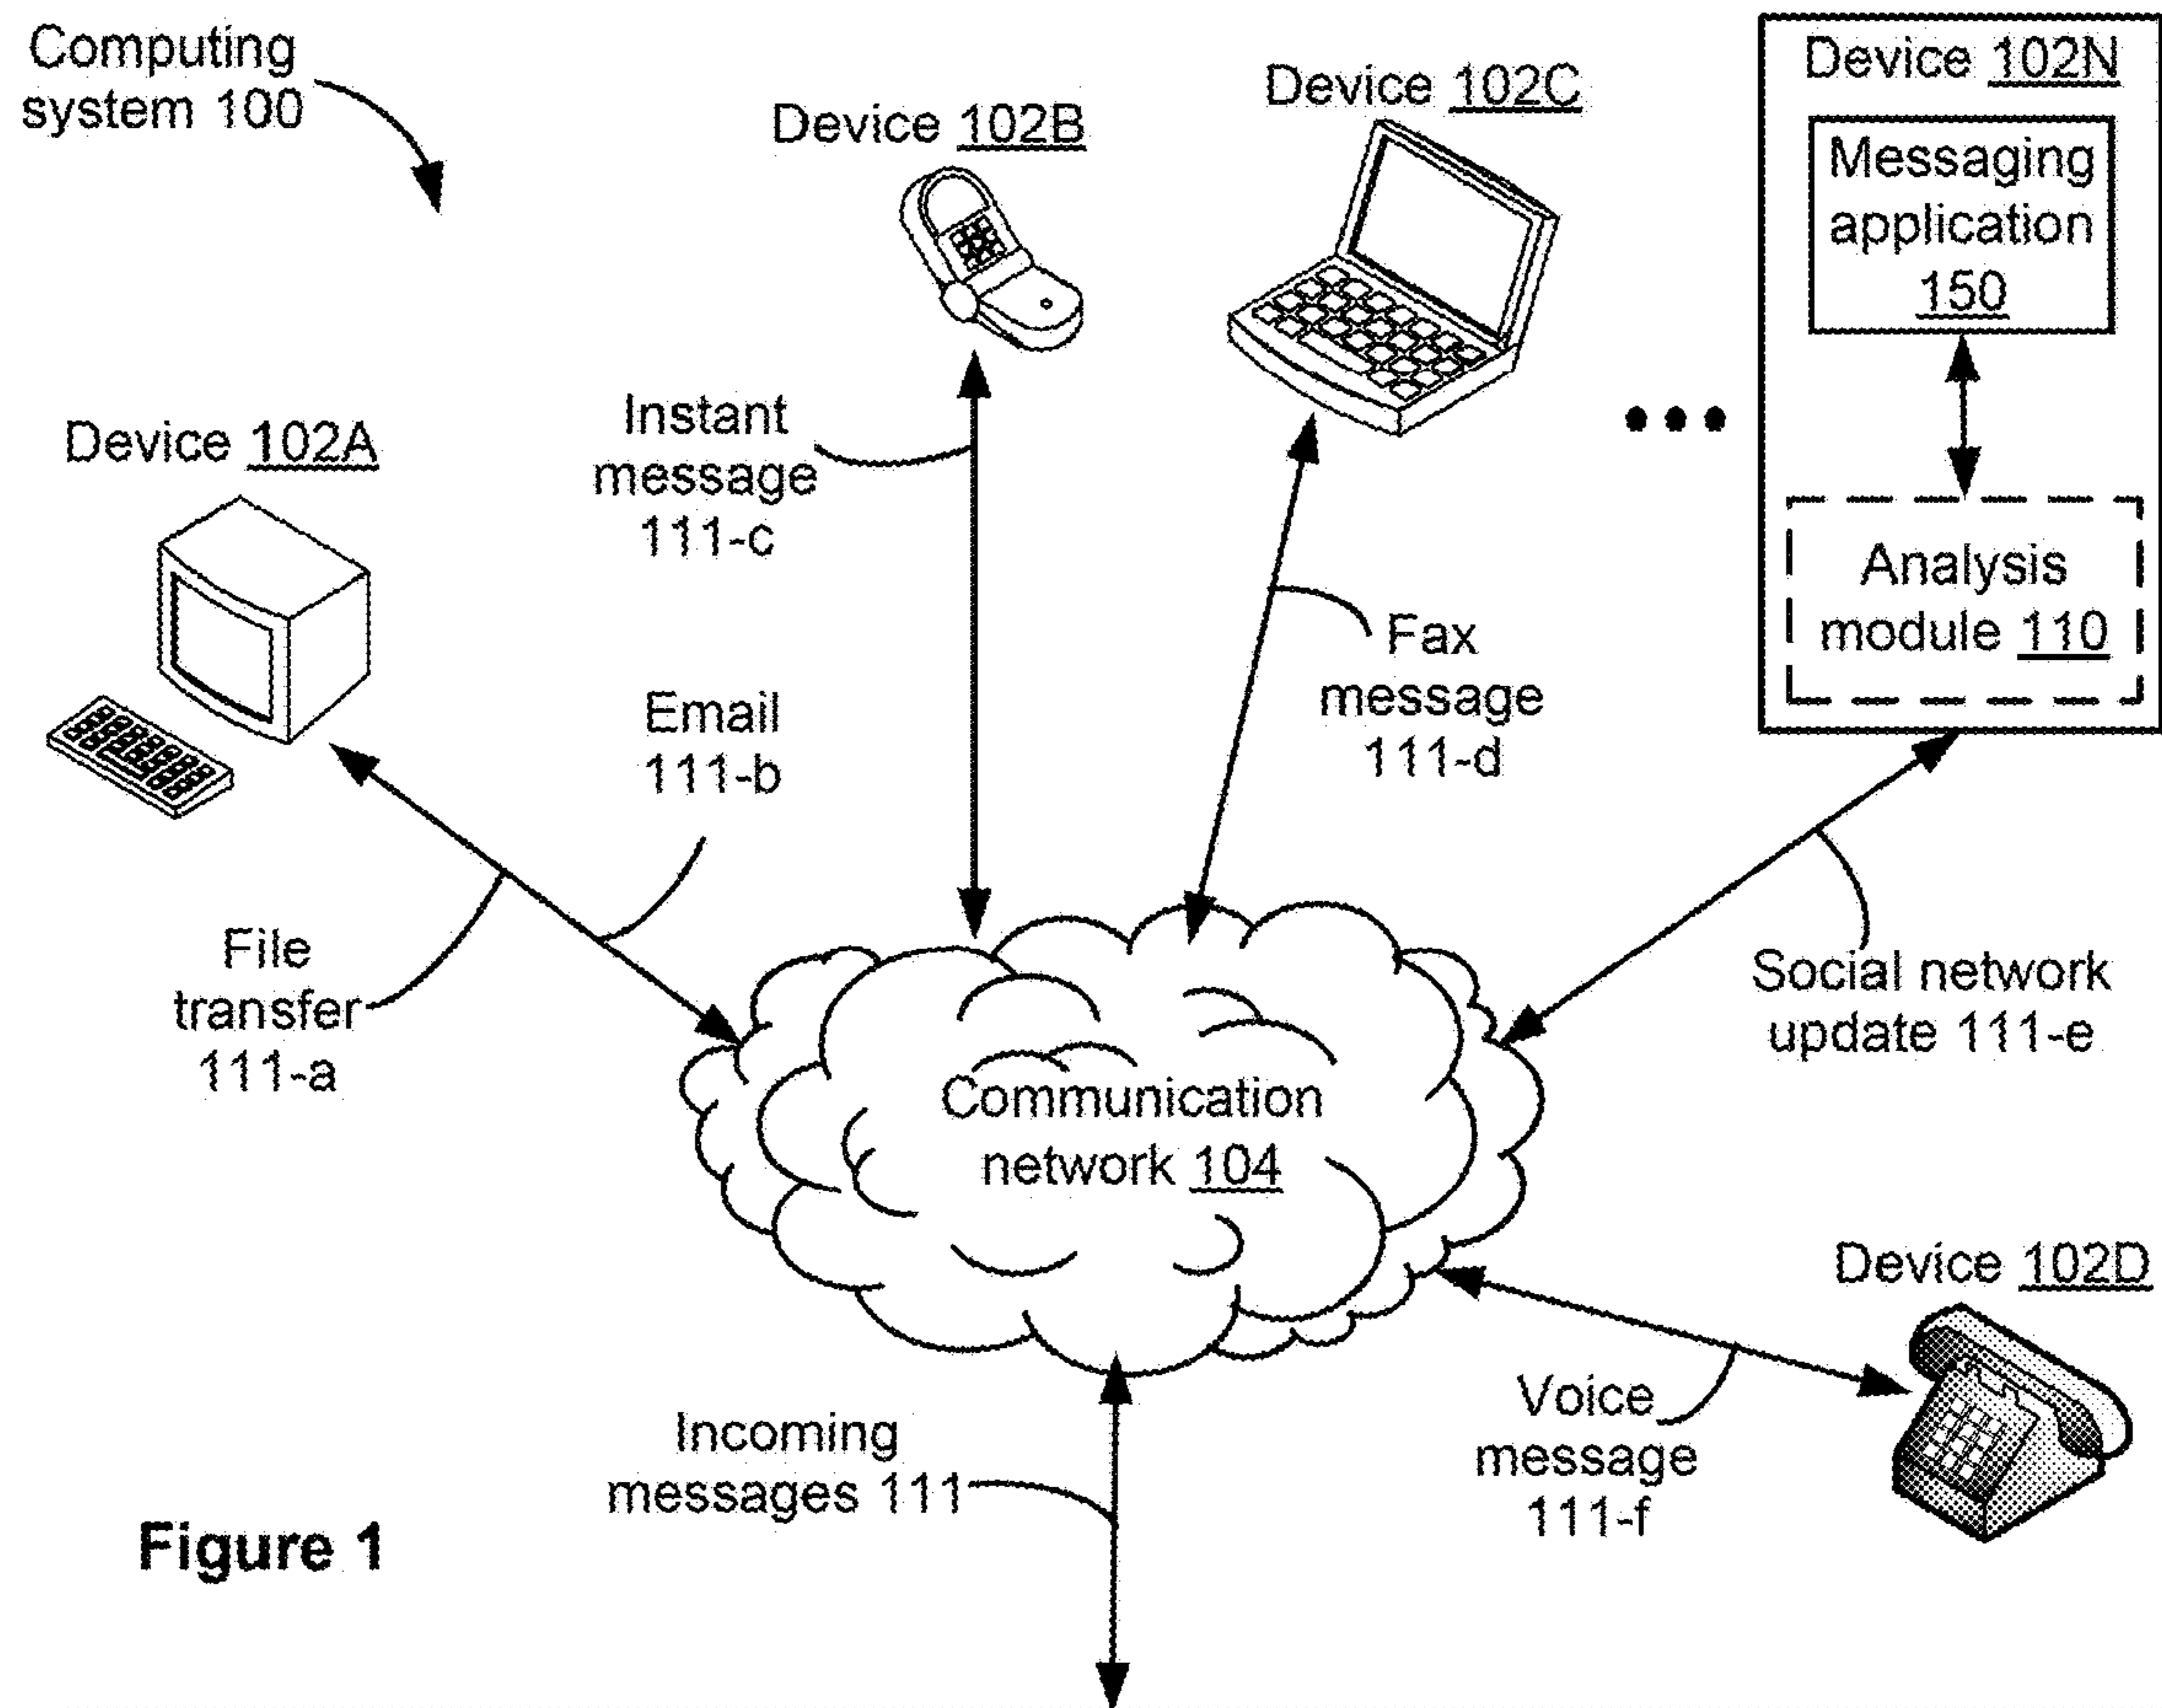 Computing
system 100
Device 102B
Device 102C
Device 102N
Messaging
application
150
Analysis
module 110
Device 102A
Instant
message
111-c
Fax
message
111-d
Email
111-b
File
transfer
111-a
Social network
update 111-e
Communication
network 104
Device 102D
Voice
message
111-f
Incoming
messages 111
Figure 1